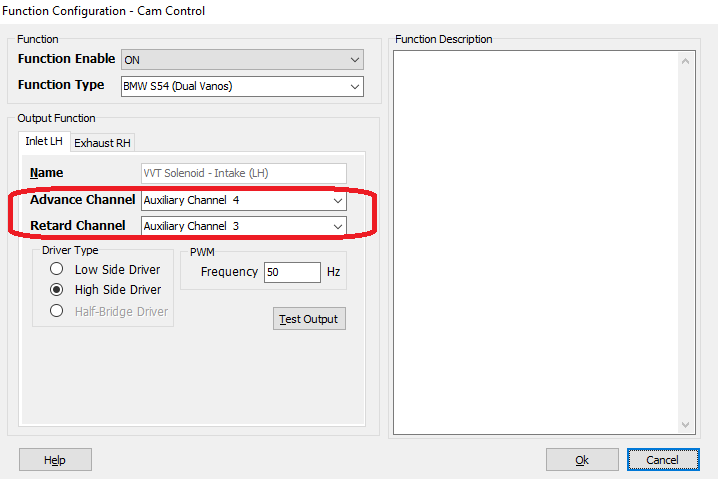 Function Configuration - Cam Control
Function
Function Enable ON
Function Type BMW S54 (Dual Vanos)
Output Function
Inlet LH Exhaust RH
Name VVT Solenoid - Intake (LH)
Advance Channel Auxiliary Channel 4
Retard Channel Auxiliary Channel 3
Driver Type
Low Side Driver
High Side Driver
Half-Bridge Driver
PWM
Frequency 50 Hz
Test Output
Function Description
Help
Ok
Cancel